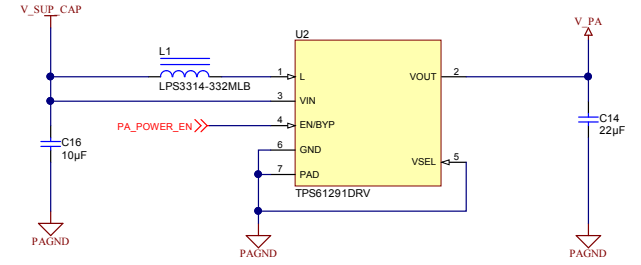 V_SUP_CAP
V_PA
U2
L1
1
L
VOUT
2
LPS3314-332MLB
3
VIN
C14
22µF
PA_POWER_EN
4
EN/BYP
C16
10µF
6
GND
VSEL
5
7
PAD
TPS61291DRV
PAGND
PAGND
PAGND